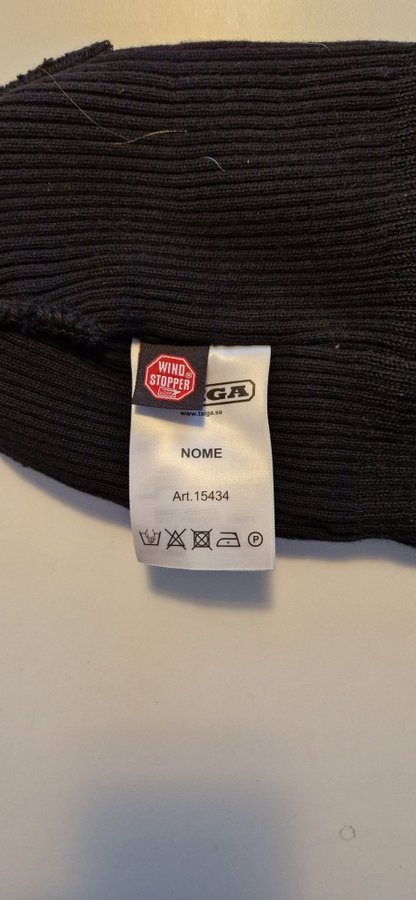 WIND
STOPPER
www.taiga.se
NOME
Art.15434
P